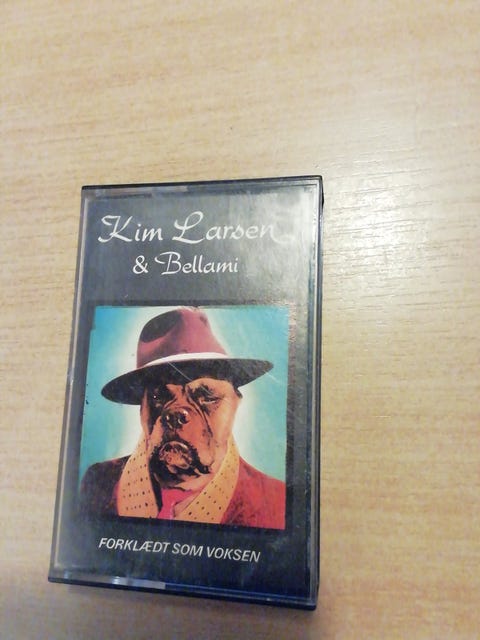 Kim Larsen
& Bellami
FORKLÆDT SOM VOKSEN